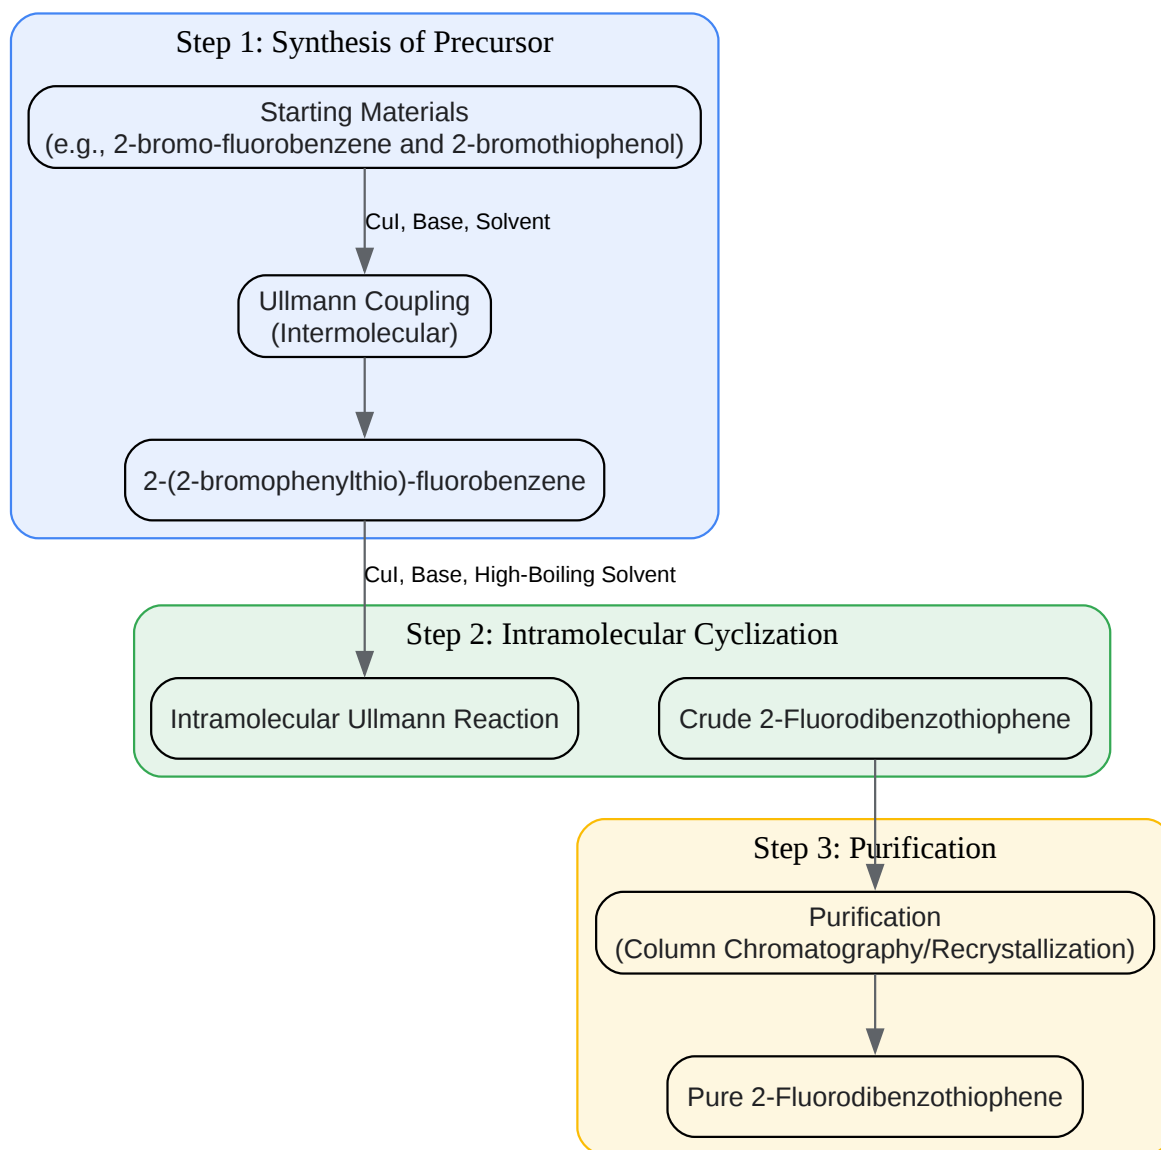 Step 1: Synthesis of Precursor
Starting Materials
(e.g., 2-bromo-fluorobenzene and 2-bromothiophenol)
CuI, Base, Solvent
Ullmann Coupling
(Intermolecular)
2-(2-bromophenylthio)-fluorobenzene
CuI, Base, High-Boiling Solvent
Step 2: Intramolecular Cyclization
Intramolecular Ullmann Reaction
Crude 2-Fluorodibenzothiophene
Step 3: Purification
Purification
(Column Chromatography/Recrystallization)
Pure 2-Fluorodibenzothiophene